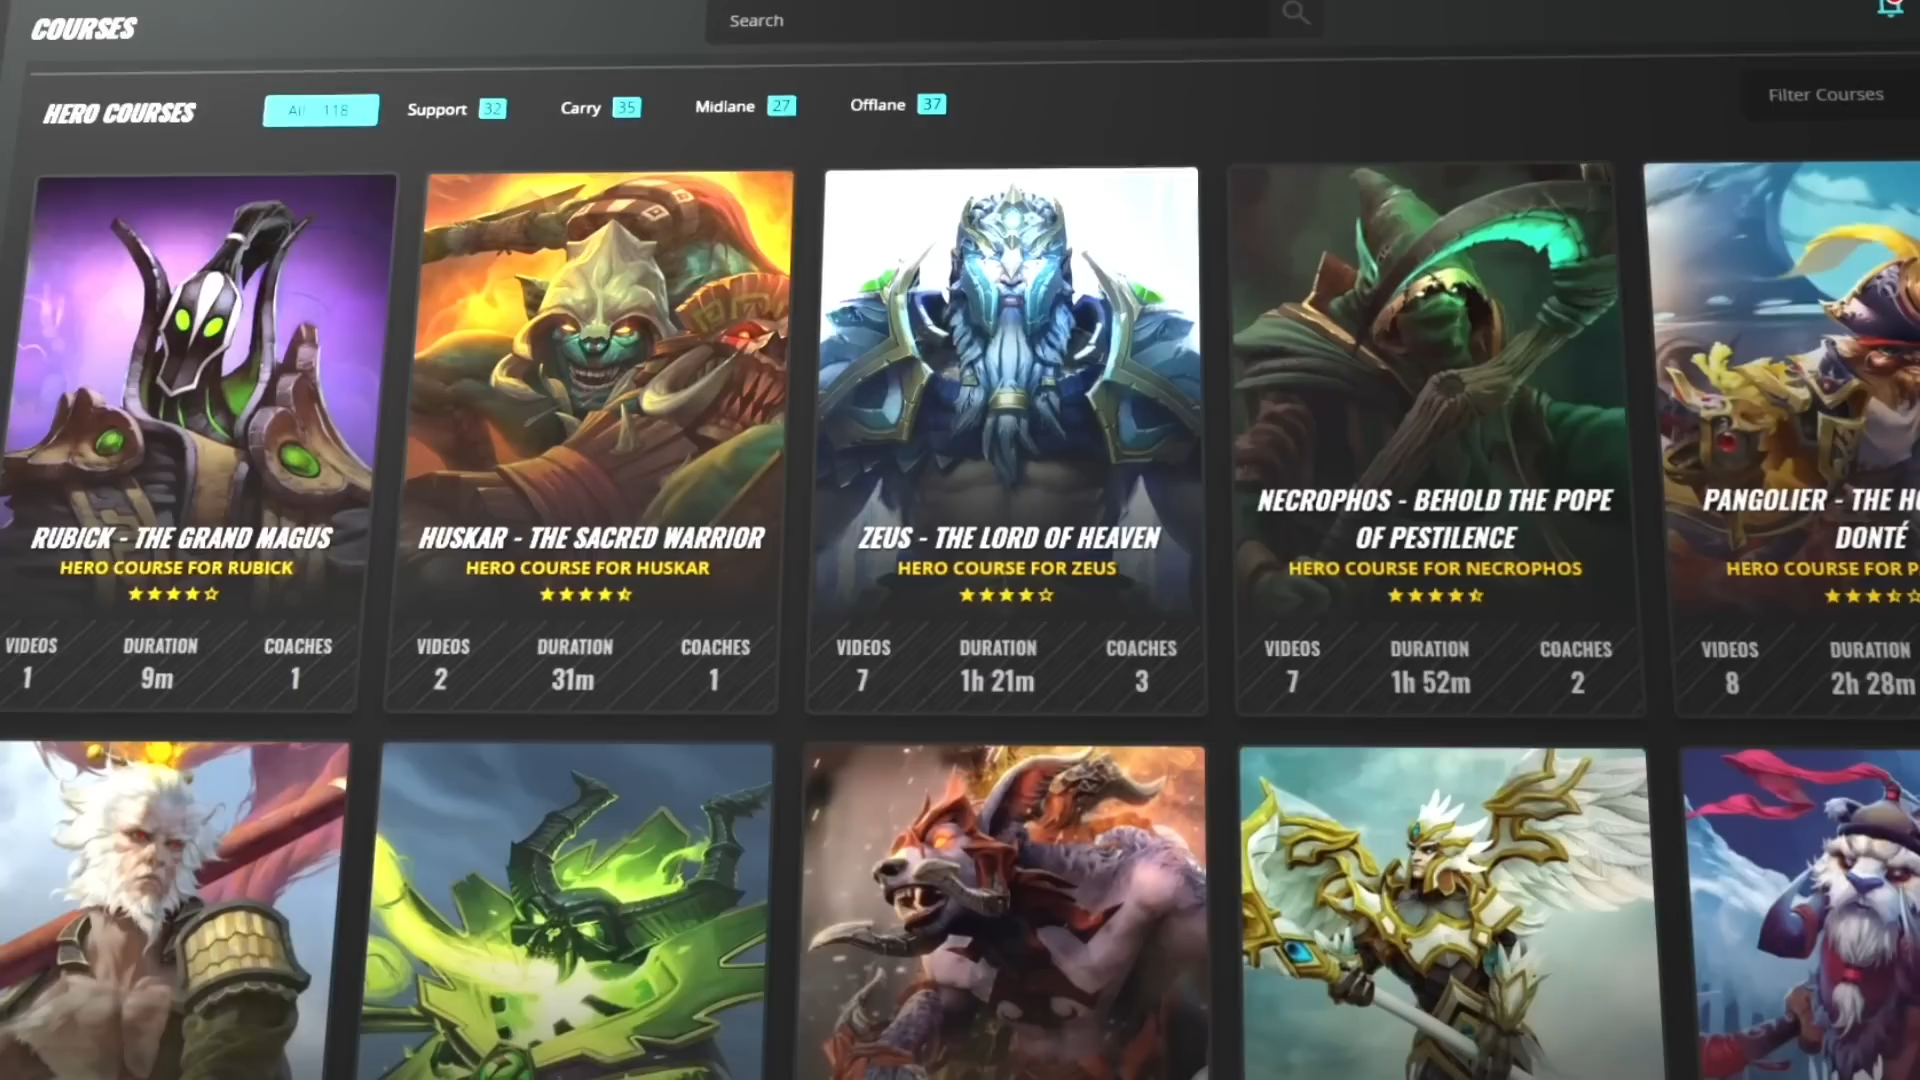 COURSES
Search
HERO COURSES
All 118
Support 32
Carry 35
Midlane 27
Offlane 37
Filter Courses
RUBICK - THE GRAND MAGUS
HERO COURSE FOR RUBICK
VIDEOS DURATION COACHES
1 9m 1
HUSKAR - THE SACRED WARRIOR
HERO COURSE FOR HUSKAR
VIDEOS DURATION COACHES
2 31m 1
ZEUS - THE LORD OF HEAVEN
HERO COURSE FOR ZEUS
VIDEOS DURATION COACHES
7 1h 21m 3
NECROPHOS - BEHOLD THE POPE
OF PESTILENCE
HERO COURSE FOR NECROPHOS
VIDEOS DURATION COACHES
7 1h 52m 2
PANGOLIER - THE
DONTÉ
HERO COURSE FOR
VIDEOS DURATION
8 2h 28m